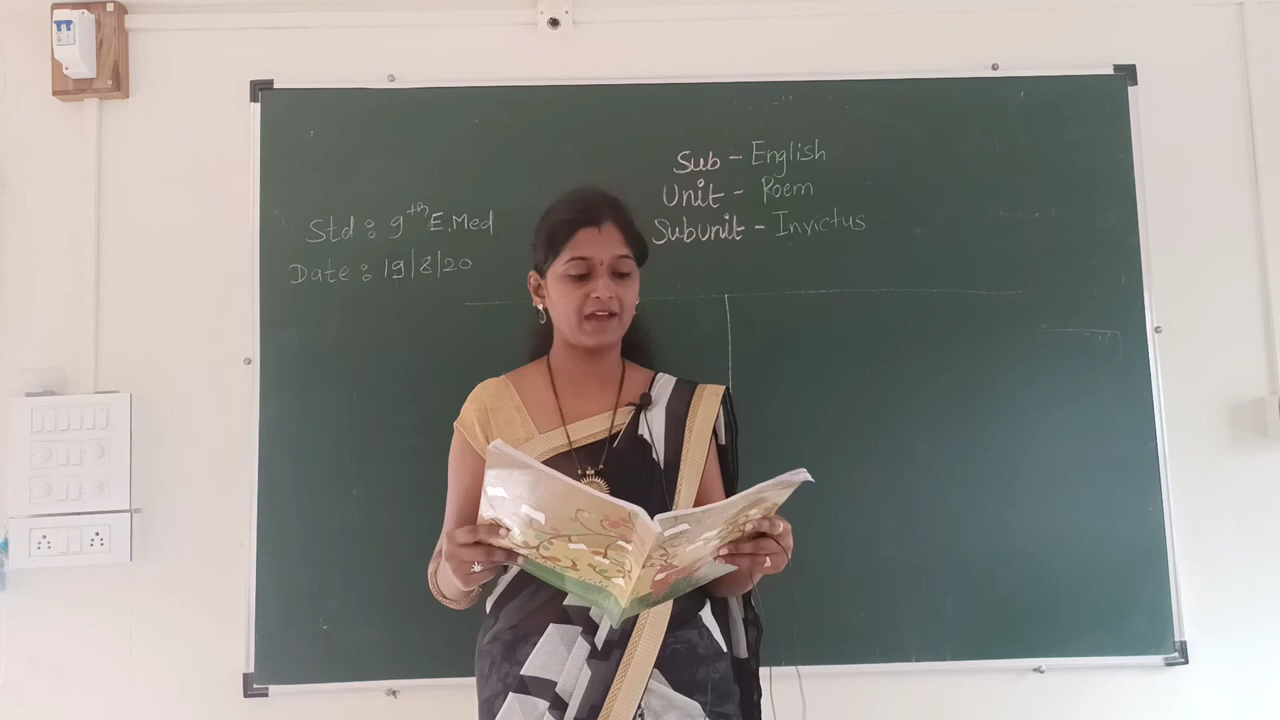 Sub - English
Unit - Poem
Subunit - Invictus
Std : 9th E.Med
Date : 19/8/20